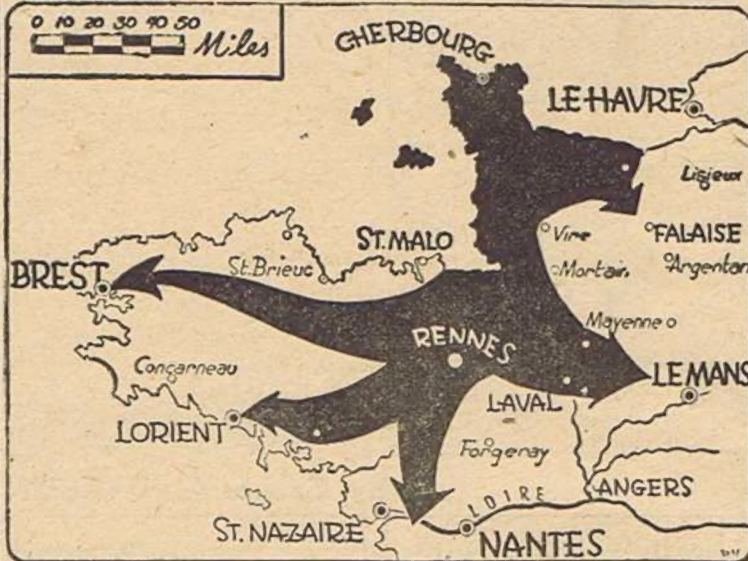 0 10 20 30 40 50
Miles
CHERBOURG
LE HAVRE
Lisieux
Vire
FALAISE
ST. MALO
St. Brieuc
Mortain
Argentan
BREST
Mayenne
RENNES
Concarneau
LE MANS
LAVAL
LORIENT
Forgeray
LOIRE
ANGERS
ST. NAZAIRE
NANTES